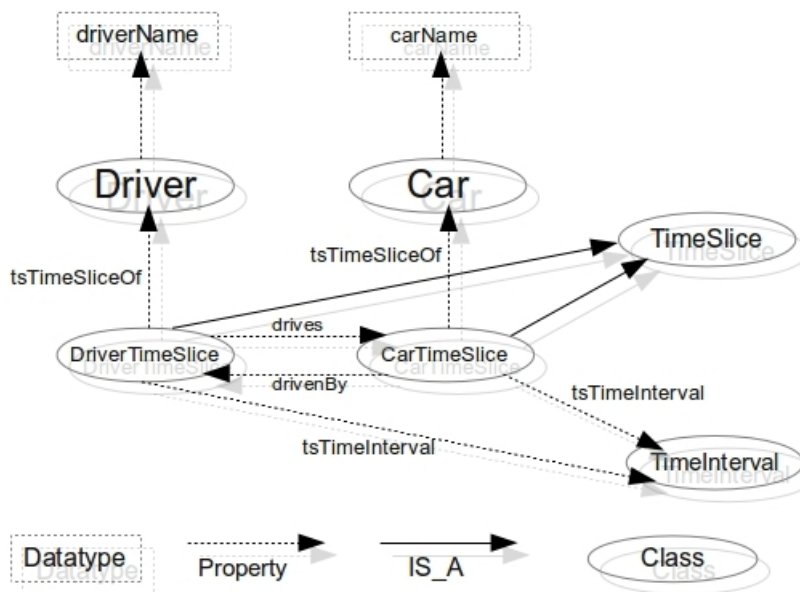 driverName
carName
Driver
Car
TimeSlice
tsTimeSliceOf
tsTimeSliceOf
drives
DriverTimeSlice
CarTimeSlice
drivenBy
tsTimeInterval
tsTimeInterval
TimeInterval
Datatype
Property
IS_A
Class